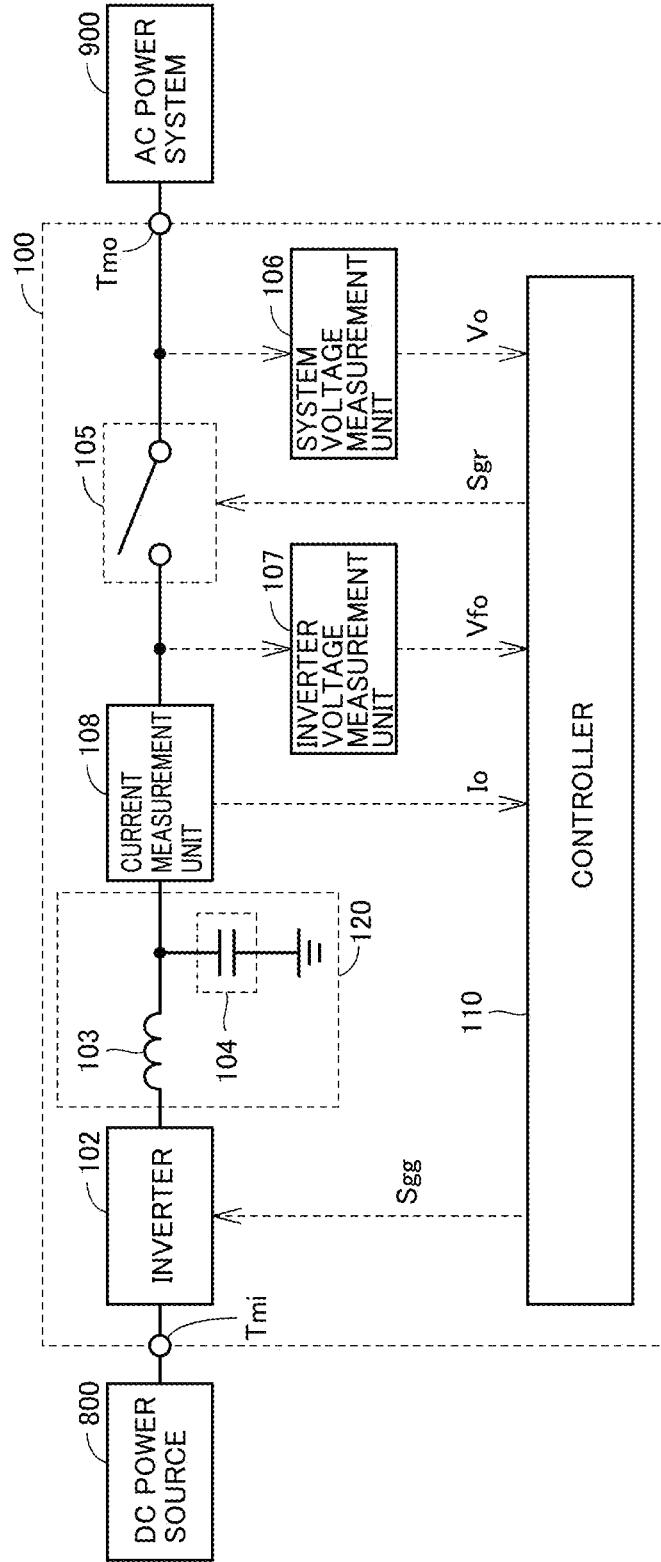 100
800
DC POWER
SOURCE
Tmi
102
INVERTER
103
104
120
108
CURRENT
MEASUREMENT
UNIT
105
Tmo
900
AC POWER
SYSTEM
107
INVERTER
VOLTAGE
MEASUREMENT
UNIT
106
SYSTEM
VOLTAGE
MEASUREMENT
UNIT
Sgg
Io
Vfo
Sgr
Vo
110
CONTROLLER